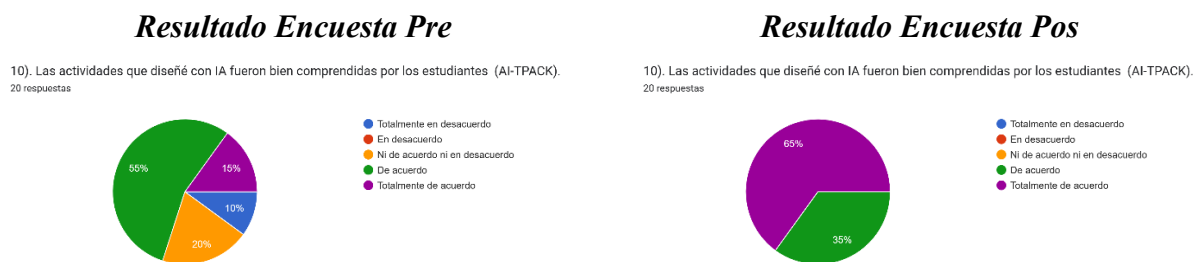 Resultado Encuesta Pre
10). Las actividades que diseñé con IA fueron bien comprendidas por los estudiantes (AI-TPACK).
20 respuestas
Totalmente en desacuerdo
En desacuerdo
Ni de acuerdo ni en desacuerdo
De acuerdo
Totalmente de acuerdo
55%
15%
10%
20%
Resultado Encuesta Pos
10). Las actividades que diseñé con IA fueron bien comprendidas por los estudiantes (AI-TPACK).
20 respuestas
Totalmente en desacuerdo
En desacuerdo
Ni de acuerdo ni en desacuerdo
De acuerdo
Totalmente de acuerdo
65%
35%